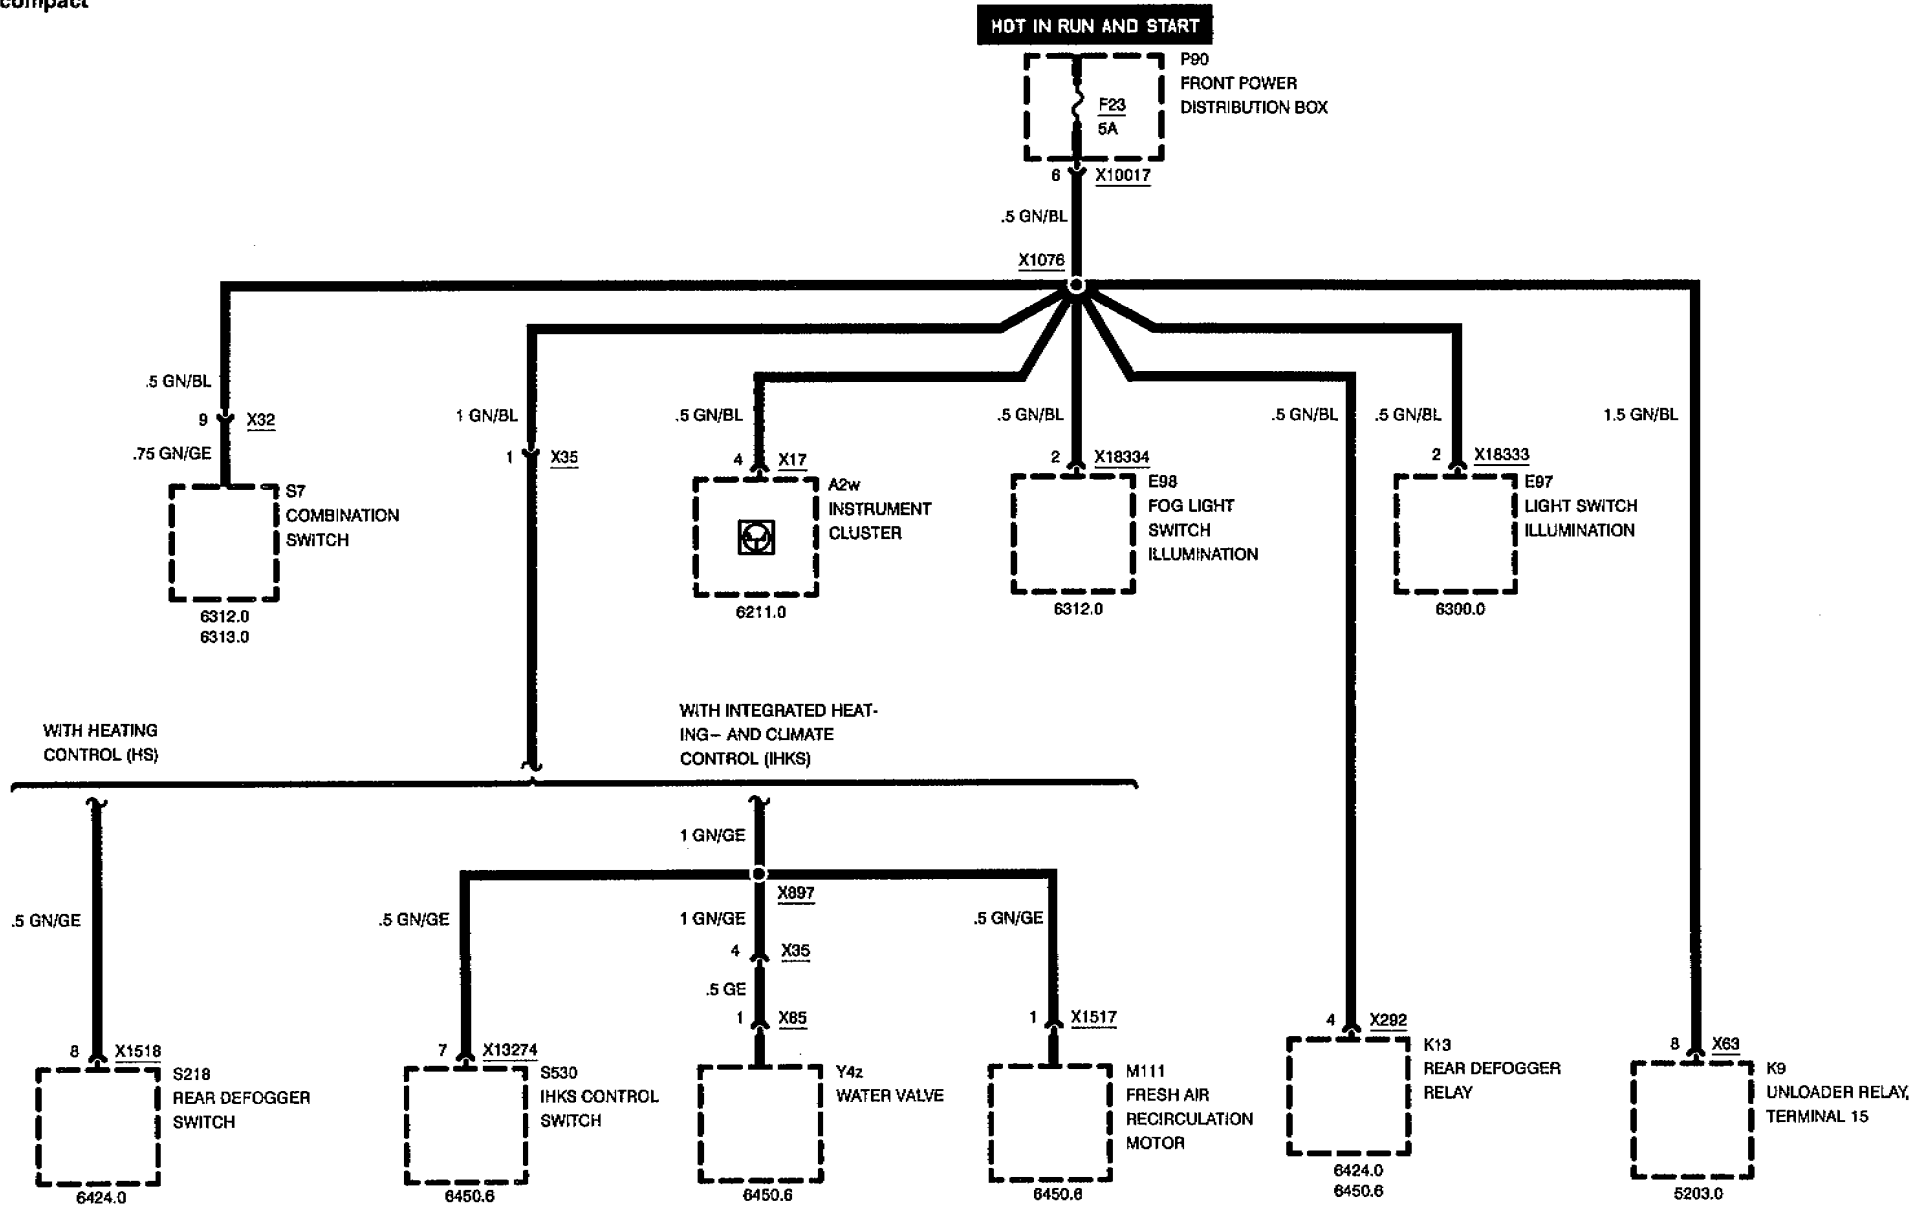 compact
HOT IN RUN AND START
P90
FRONT POWER
DISTRIBUTION BOX
F23
5A
6 X10017
.5 GN/BL
X1076
.5 GN/BL
9 X32
.75 GN/GE
S7
COMBINATION
SWITCH
6312.0
6313.0
1 GN/BL
1 X35
.5 GN/BL
4 X17
A2w
INSTRUMENT
CLUSTER
6211.0
.5 GN/BL
2 X18334
E98
FOG LIGHT
SWITCH
ILLUMINATION
6312.0
.5 GN/BL
.5 GN/BL
2 X18333
E97
LIGHT SWITCH
ILLUMINATION
6300.0
1.5 GN/BL
WITH HEATING
CONTROL (HS)
WITH INTEGRATED HEAT-
ING– AND CLIMATE
CONTROL (IHKS)
1 GN/GE
X897
.5 GN/GE
.5 GN/GE
1 GN/GE
.5 GN/GE
4 X35
.5 GE
1 X85
1 X1517
4 X292
8 X63
8 X1518
7 X13274
S218
REAR DEFOGGER
SWITCH
6424.0
S530
IHKS CONTROL
SWITCH
6450.6
Y4z
WATER VALVE
6450.6
M111
FRESH AIR
RECIRCULATION
MOTOR
6450.6
K13
REAR DEFOGGER
RELAY
6424.0
6450.6
K9
UNLOADER RELAY,
TERMINAL 15
5203.0